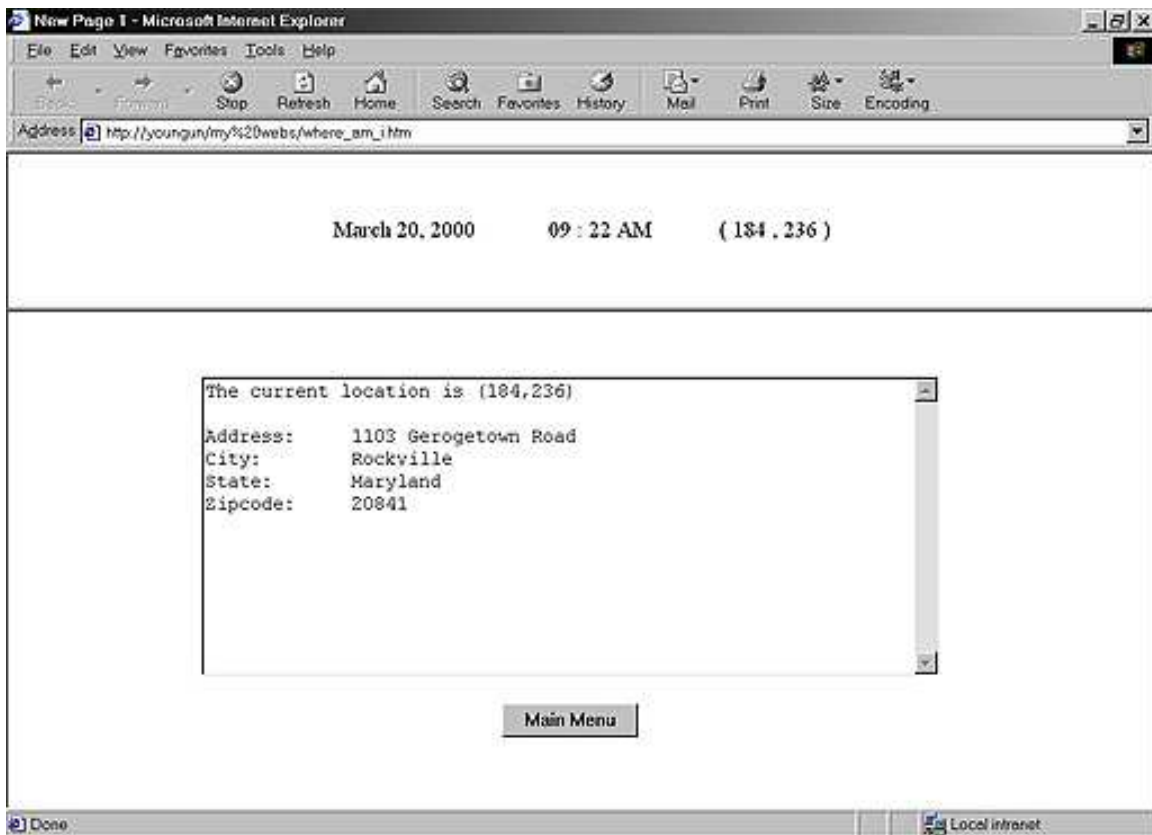 New Page 1 - Microsoft Internet Explorer
File Edit View Favorites Tools Help
Back Forward Stop Refresh Home Search Favorites History Mail Print Size Encoding
Address http://youngun/my%20webs/where_am_i.htm
March 20, 2000 09 : 22 AM ( 184 , 236 )
The current location is (184,236)
Address: 1103 Gerogetown Road
City: Rockville
State: Maryland
Zipcode: 20841
Main Menu
Done Local intranet